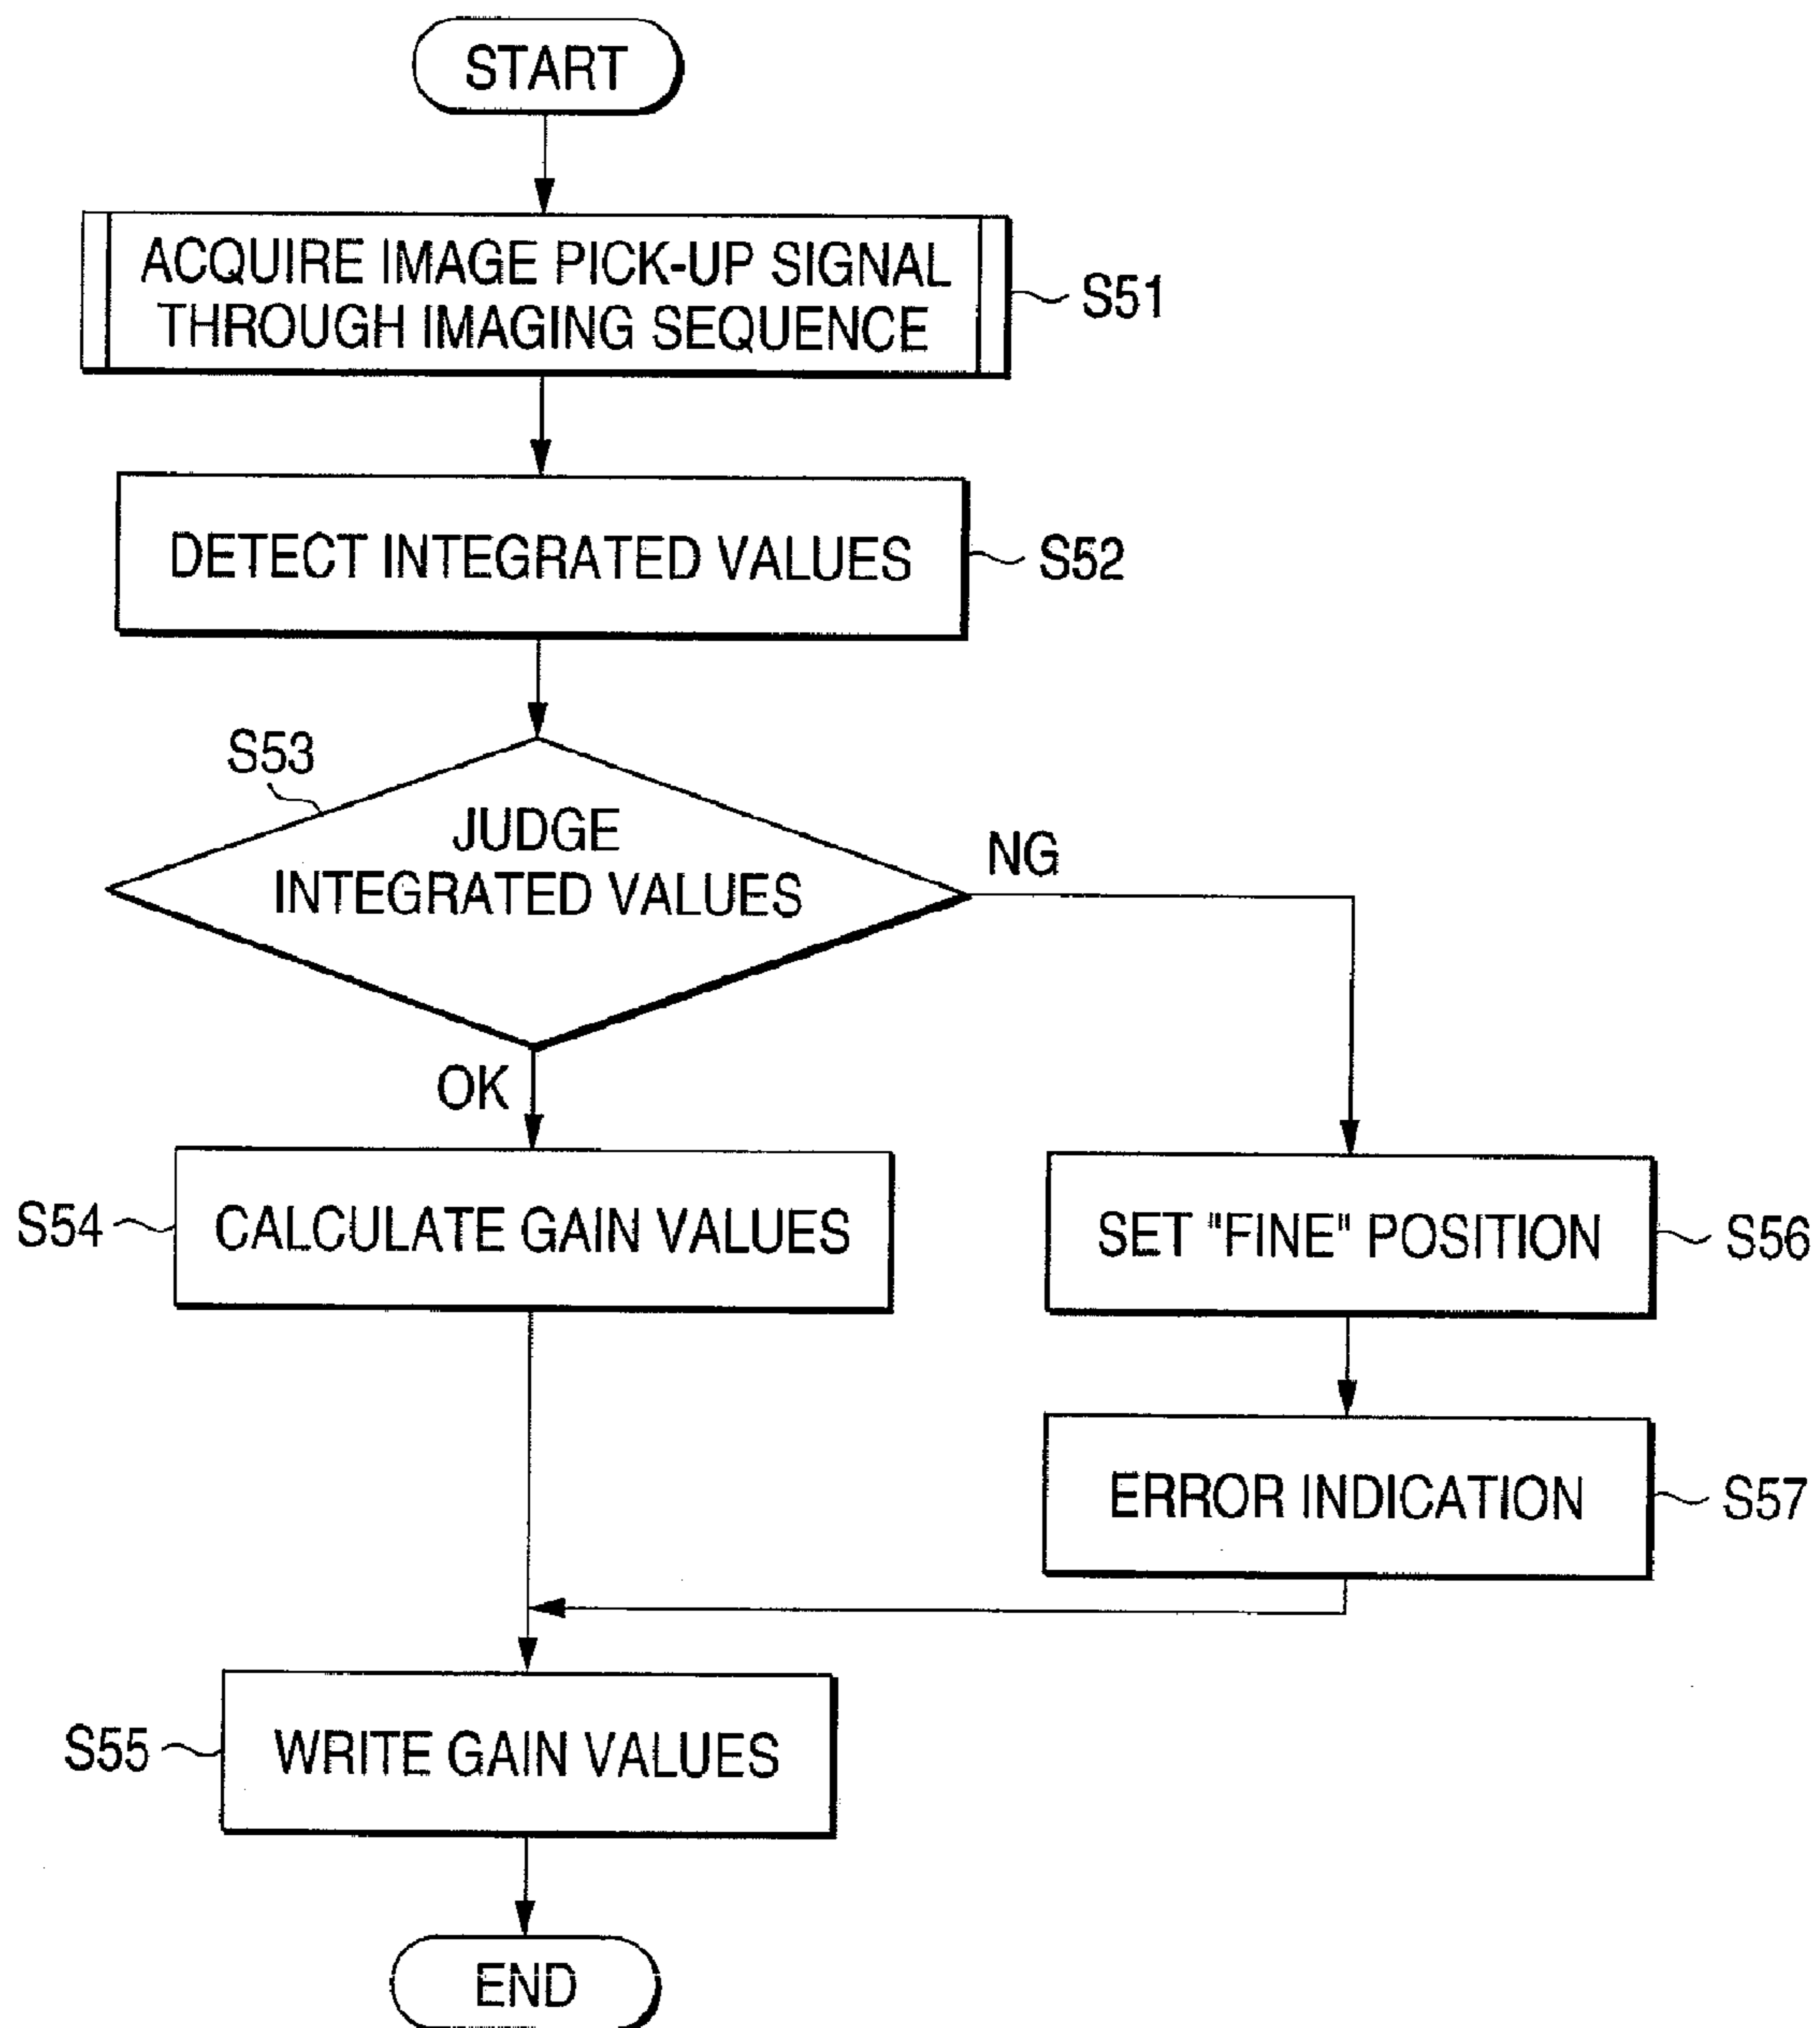 START
ACQUIRE IMAGE PICK-UP SIGNAL
THROUGH IMAGING SEQUENCE
S51
DETECT INTEGRATED VALUES
S52
S53
JUDGE
INTEGRATED VALUES
NG
OK
S54
CALCULATE GAIN VALUES
SET "FINE" POSITION
S56
ERROR INDICATION
S57
S55
WRITE GAIN VALUES
END